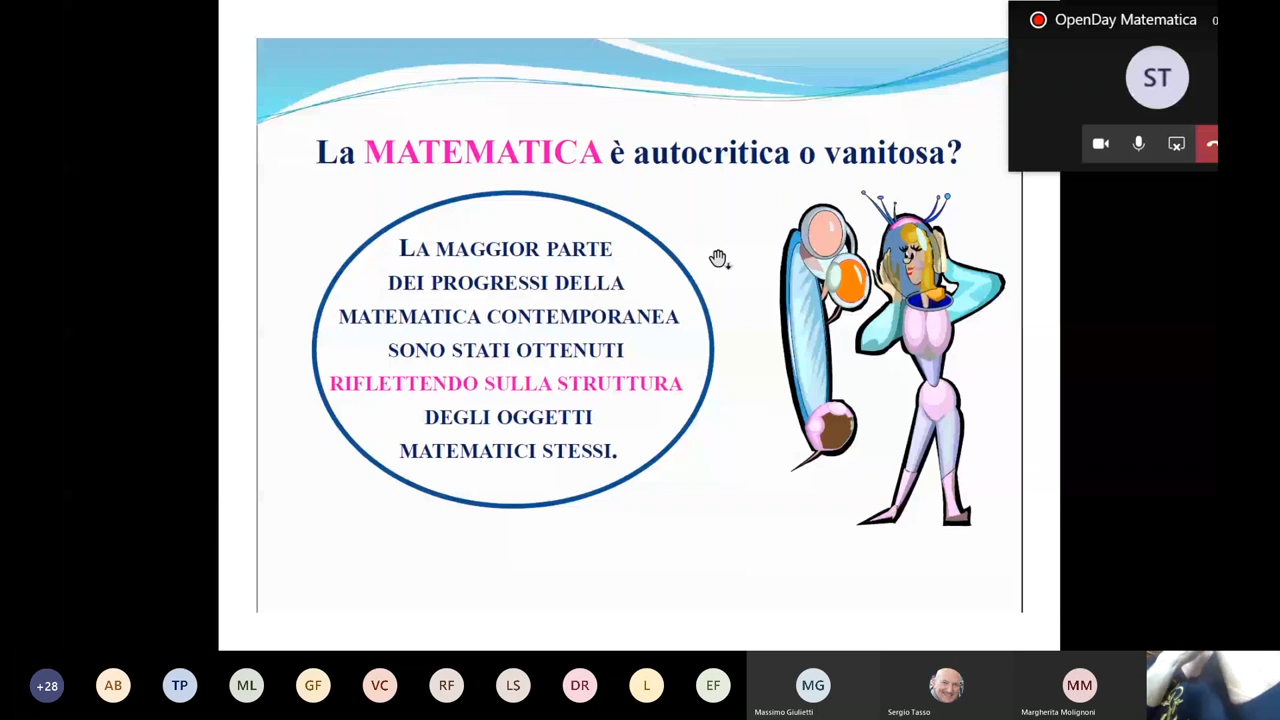 OpenDay Matematica
ST
La MATEMATICA è autocritica o vanitosa?
LA MAGGIOR PARTE
DEI PROGRESSI DELLA
MATEMATICA CONTEMPORANEA
SONO STATI OTTENUTI
RIFLETTENDO SULLA STRUTTURA
DEGLI OGGETTI
MATEMATICI STESSI.
+28 AB TP ML GF VC RF LS DR L EF MG MM
Massimo Giulietti Sergio Tasso Margherita Molignoni